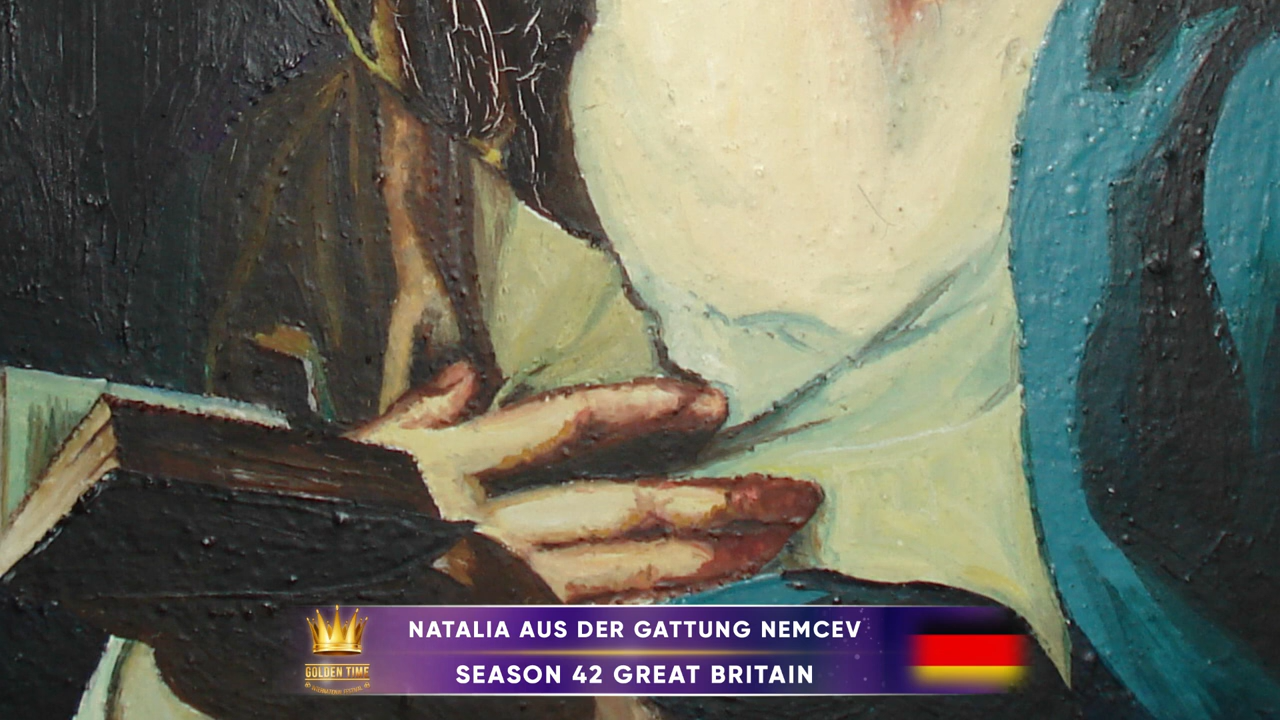 NATALIA AUS DER GATTUNG NEMCEV
SEASON 42 GREAT BRITAIN
GOLDEN TIME